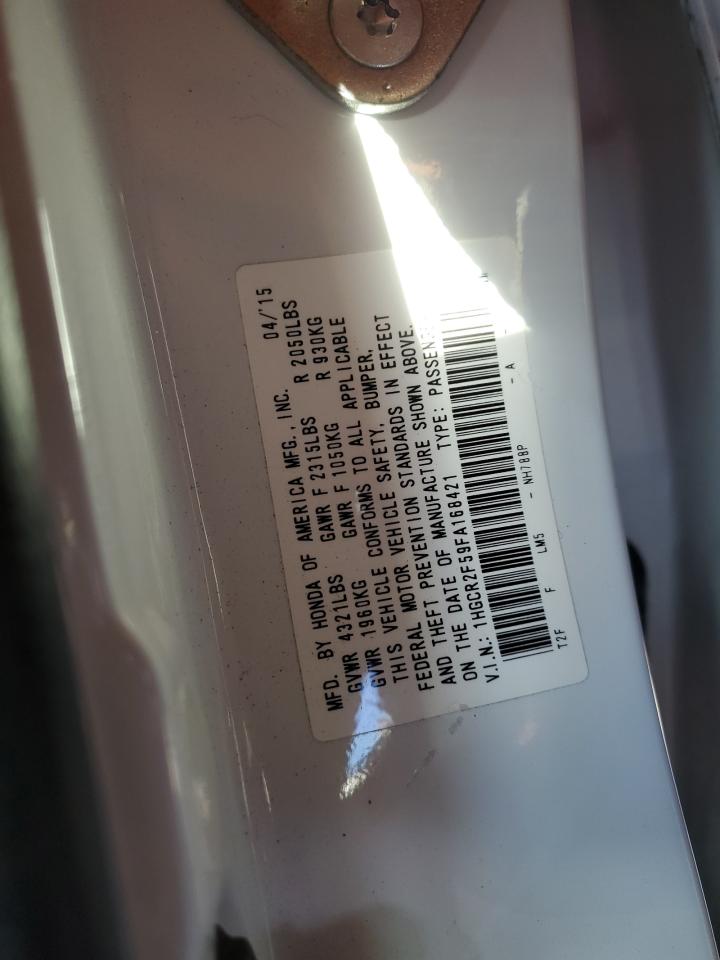 MFD. BY HONDA OF AMERICA MFG., INC. 04/'15
GVWR 4321LBS GAWR F 2315LBS R 2050LBS
GVWR 1960KG GAWR F 1050KG R 930KG
THIS VEHICLE CONFORMS TO ALL APPLICABLE
FEDERAL MOTOR VEHICLE SAFETY, BUMPER,
AND THEFT PREVENTION STANDARDS IN EFFECT
ON THE DATE OF MANUFACTURE SHOWN ABOVE.
V.I.N.: 1HGCR2F59FA168421 TYPE:
T2F F LM5 - NH788P - A